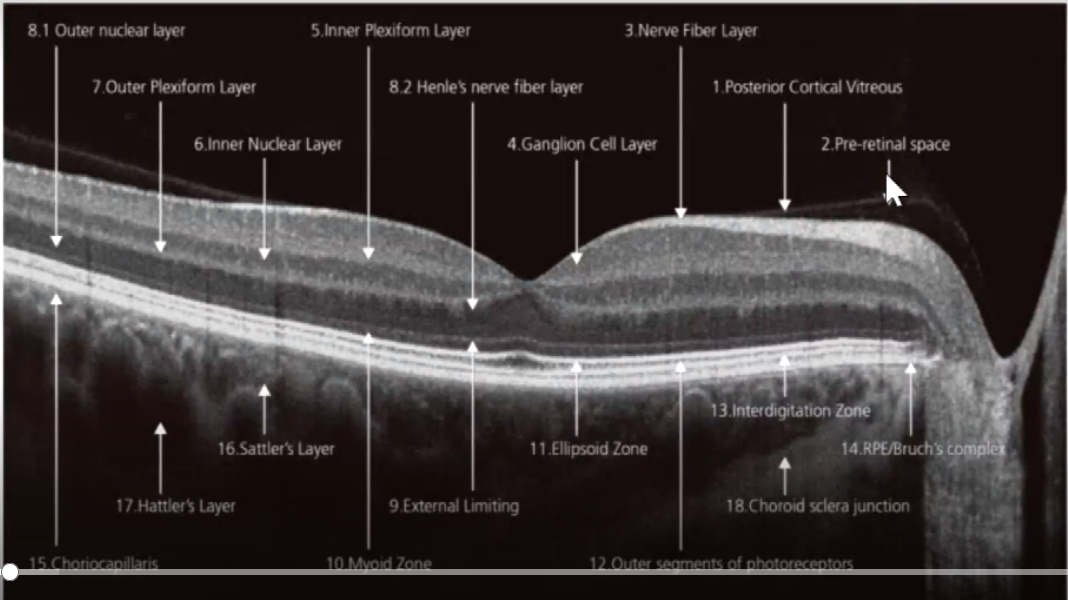 8.1 Outer nuclear layer
5.Inner Plexiform Layer
3.Nerve Fiber Layer
7.Outer Plexiform Layer
8.2 Henle's nerve fiber layer
1.Posterior Cortical Vitreous
6.Inner Nuclear Layer
4.Ganglion Cell Layer
2.Pre-retinal space
13.Interdigitation Zone
16.Sattler's Layer
11.Ellipsoid Zone
14.RPE/Bruch's complex
17.Hattler's Layer
9.External Limiting
18.Choroid sclera junction
15.Choriocapillaris
10.Myoid Zone
12.Outer segments of photoreceptors